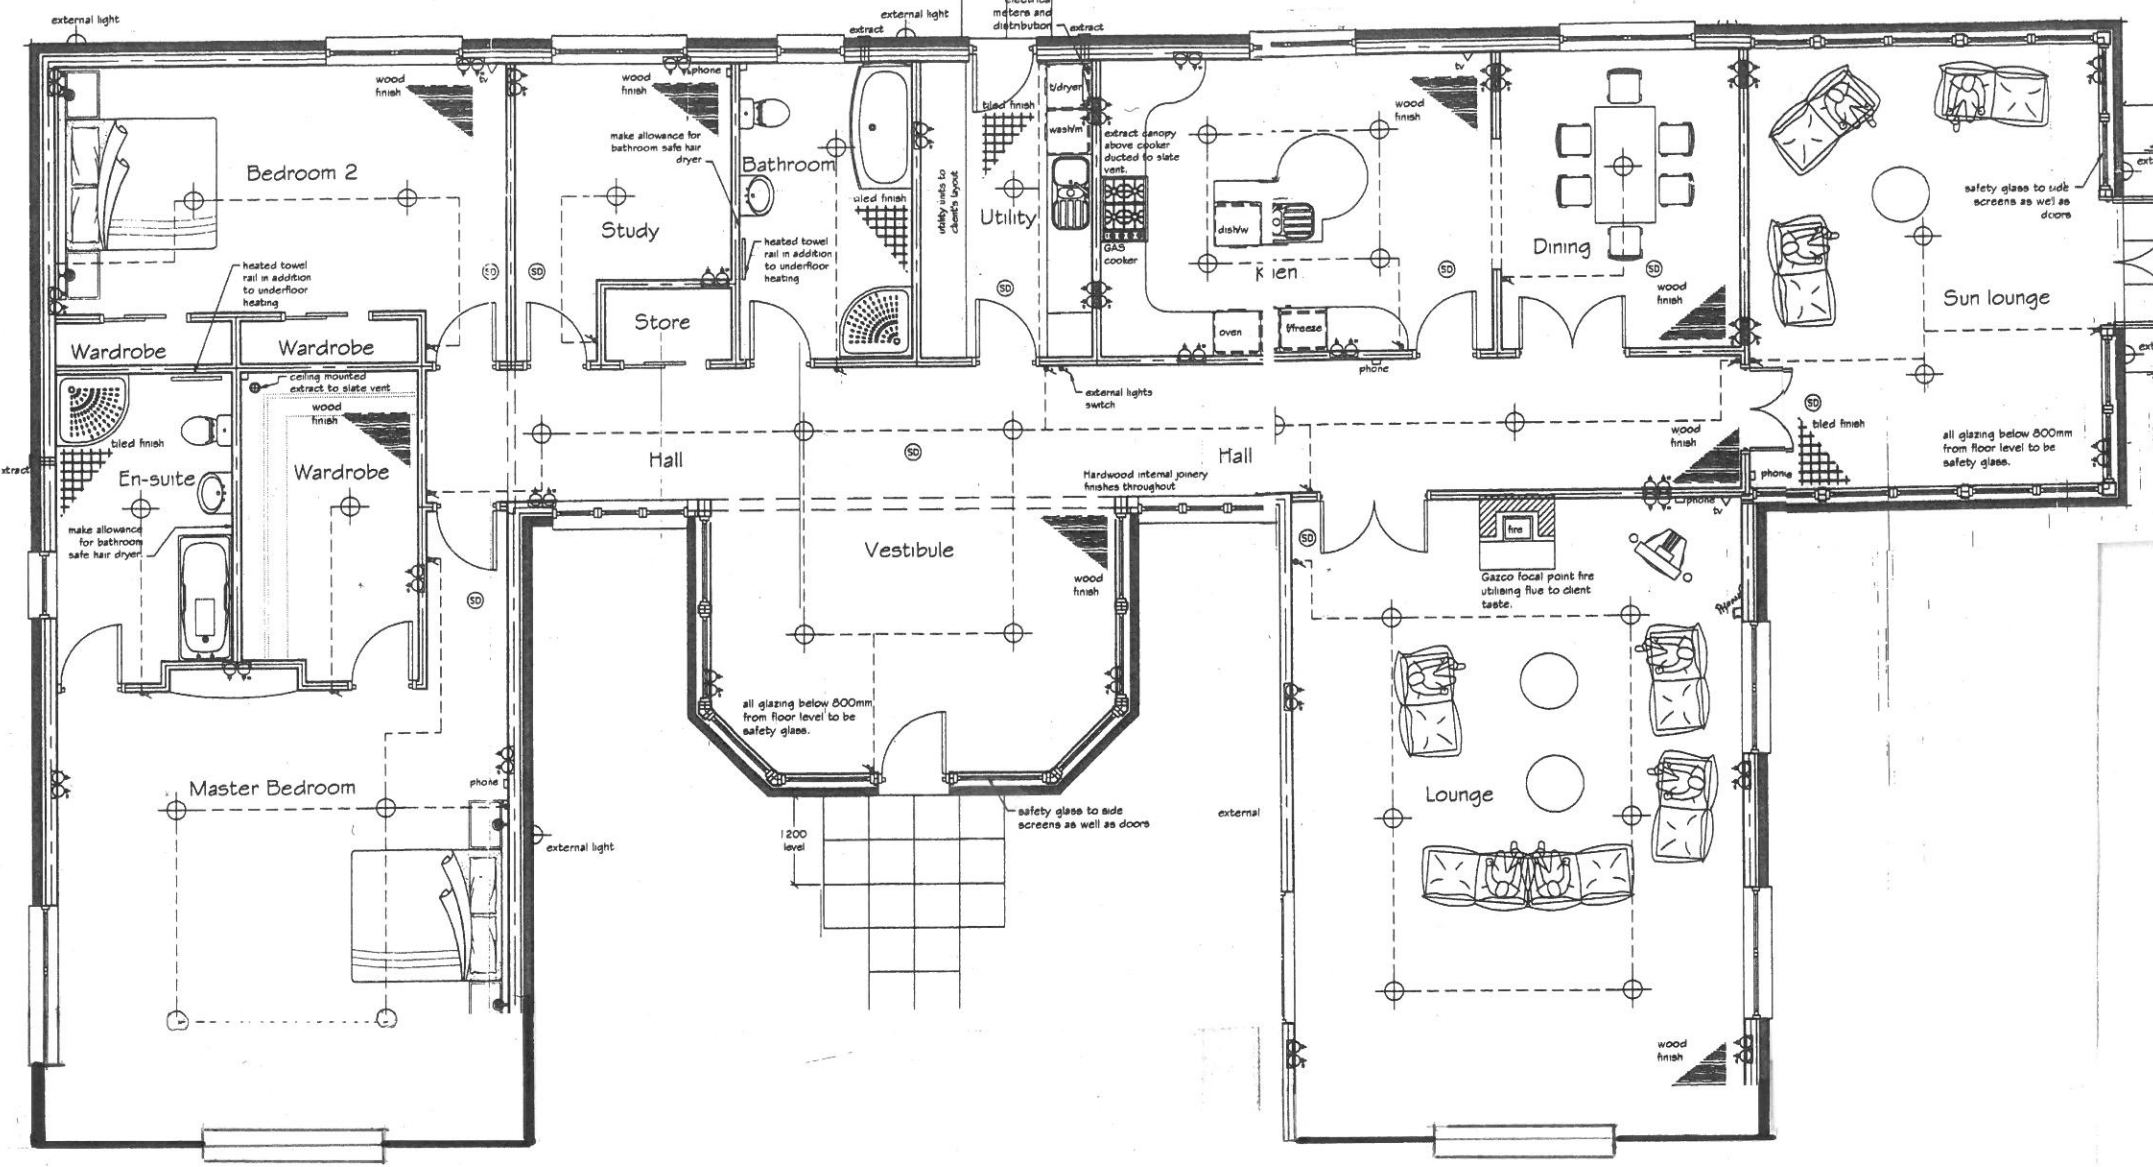 external light
external light
extract
meters and
distribution
extract
wood
finish
tv
wood
finish
phone
make allowance for
bathroom safe hair
dryer
Bedroom 2
Study
Bathroom
tiled finish
heated towel
rail in addition
to underfloor
heating
utility units to
client's layout
tiled finish
Utility
t/dryer
wash/m
extract canopy
above cooker
ducted to slate
vent.
GAS
cooker
dish/w
wood
finish
tv
Dining
SD
wood
finish
safety glass to side
screens as well as
doors
Sun lounge
heated towel
rail in addition
to underfloor
heating
SD
SD
SD
SD
Store
oven
f/freeze
Wardrobe
Wardrobe
ceiling mounted
extract to slate vent
wood
finish
tiled finish
En-suite
Wardrobe
make allowance
for bathroom
safe hair dryer
Hall
SD
external lights
switch
phone
Hall
Hardwood internal joinery
finishes throughout
wood
finish
SD
tiled finish
phone
phone
tv
all glazing below 800mm
from floor level to be
safety glass.
SD
Vestibule
wood
finish
SD
fire
Gazco focal point fire
utilising flue to client
taste.
all glazing below 800mm
from floor level to be
safety glass.
Master Bedroom
phone
external light
1200
level
safety glass to side
screens as well as doors
external
Lounge
wood
finish